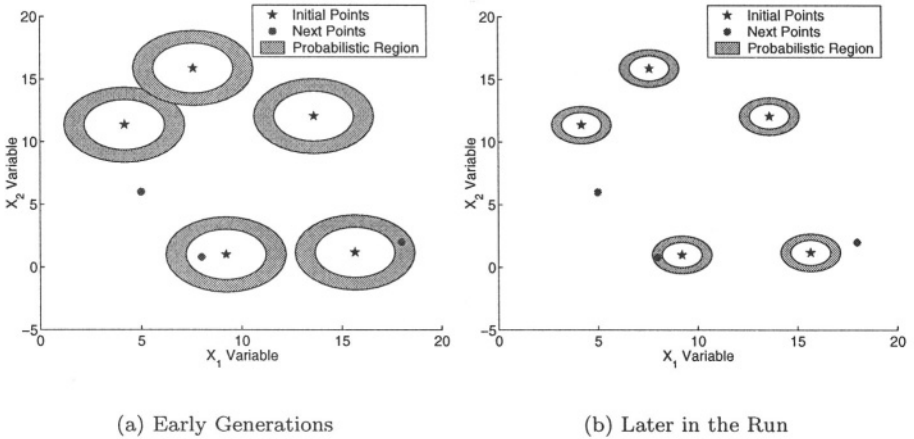 20
15
10
5
0
−5
X2 Variable
Initial Points
Next Points
Probabilistic Region
0
5
10
15
20
X1 Variable
(a) Early Generations
20
15
10
5
0
−5
X2 Variable
Initial Points
Next Points
Probabilistic Region
0
5
10
15
20
X1 Variable
(b) Later in the Run